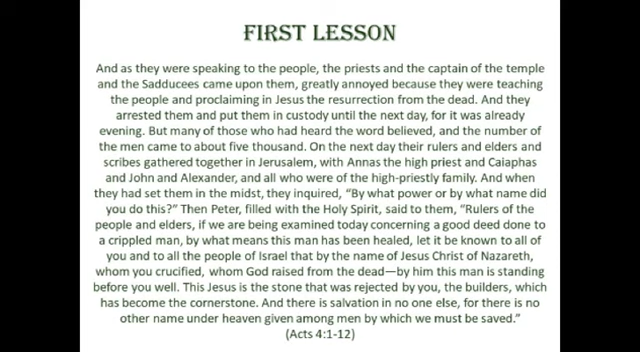 FIRST LESSON
And as they were speaking to the people, the priests and the captain of the temple
and the Sadducees came upon them, greatly annoyed because they were teaching
the people and proclaiming in Jesus the resurrection from the dead. And they
arrested them and put them in custody until the next day, for it was already
evening. But many of those who had heard the word believed, and the number of
the men came to about five thousand. On the next day their rulers and elders and
scribes gathered together in Jerusalem, with Annas the high priest and Caiaphas
and John and Alexander, and all who were of the high-priestly family. And when
they had set them in the midst, they inquired, “By what power or by what name did
you do this?” Then Peter, filled with the Holy Spirit, said to them, “Rulers of the
people and elders, if we are being examined today concerning a good deed done to
a crippled man, by what means this man has been healed, let it be known to all of
you and to all the people of Israel that by the name of Jesus Christ of Nazareth,
whom you crucified, whom God raised from the dead—by him this man is standing
before you well. This Jesus is the stone that was rejected by you, the builders, which
has become the cornerstone. And there is salvation in no one else, for there is no
other name under heaven given among men by which we must be saved.”
(Acts 4:1-12)